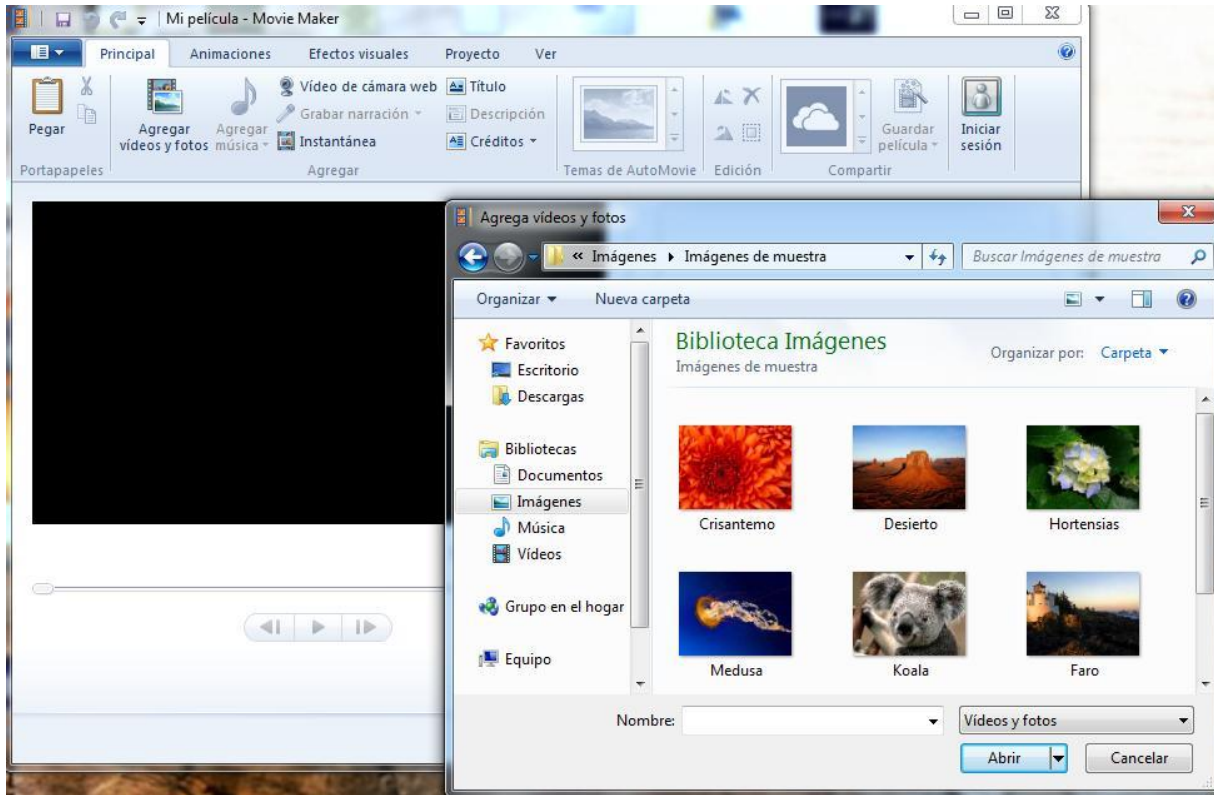 Mi película - Movie Maker
Principal Animaciones Efectos visuales Proyecto Ver
Pegar
Portapapeles
Agregar vídeos y fotos
Agregar música
Vídeo de cámara web
Grabar narración
Instantánea
Título
Descripción
Créditos
Agregar
Temas de AutoMovie
Edición
Guardar película
Compartir
Iniciar sesión
Agrega vídeos y fotos
« Imágenes Imágenes de muestra
Buscar Imágenes de muestra
Organizar Nueva carpeta
Favoritos
Escritorio
Descargas
Bibliotecas
Documentos
Imágenes
Música
Vídeos
Grupo en el hogar
Equipo
Biblioteca Imágenes
Imágenes de muestra
Organizar por: Carpeta
Crisantemo Desierto Hortensias
Medusa Koala Faro
Nombre: Vídeos y fotos
Abrir Cancelar